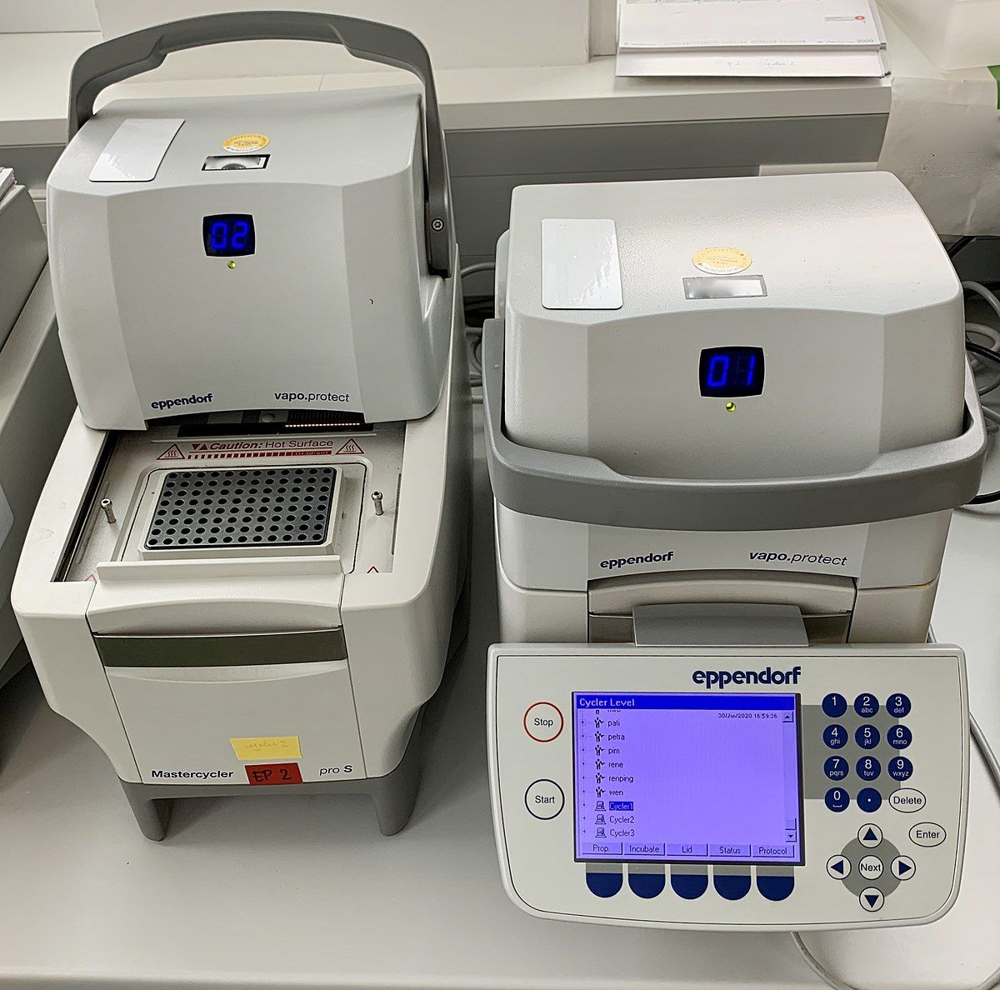 2020
02
eppendorf
vapo.protect
Caution: Hot Surface
Gradient
Cycler 2
Mastercycler
EP 2
pro S
01
eppendorf
vapo.protect
eppendorf
Stop
Start
Cycler Level
30/Jun/2020 16:59:36
pali
petra
pim
rene
renping
wen
Cycler1
Cycler2
Cycler3
Prop.
Incubate
Lid
Status
Protocol
1
2 abc
3 def
4 ghi
5 jkl
6 mno
7 pqrs
8 tuv
9 wxyz
0
.
Delete
Enter
Next